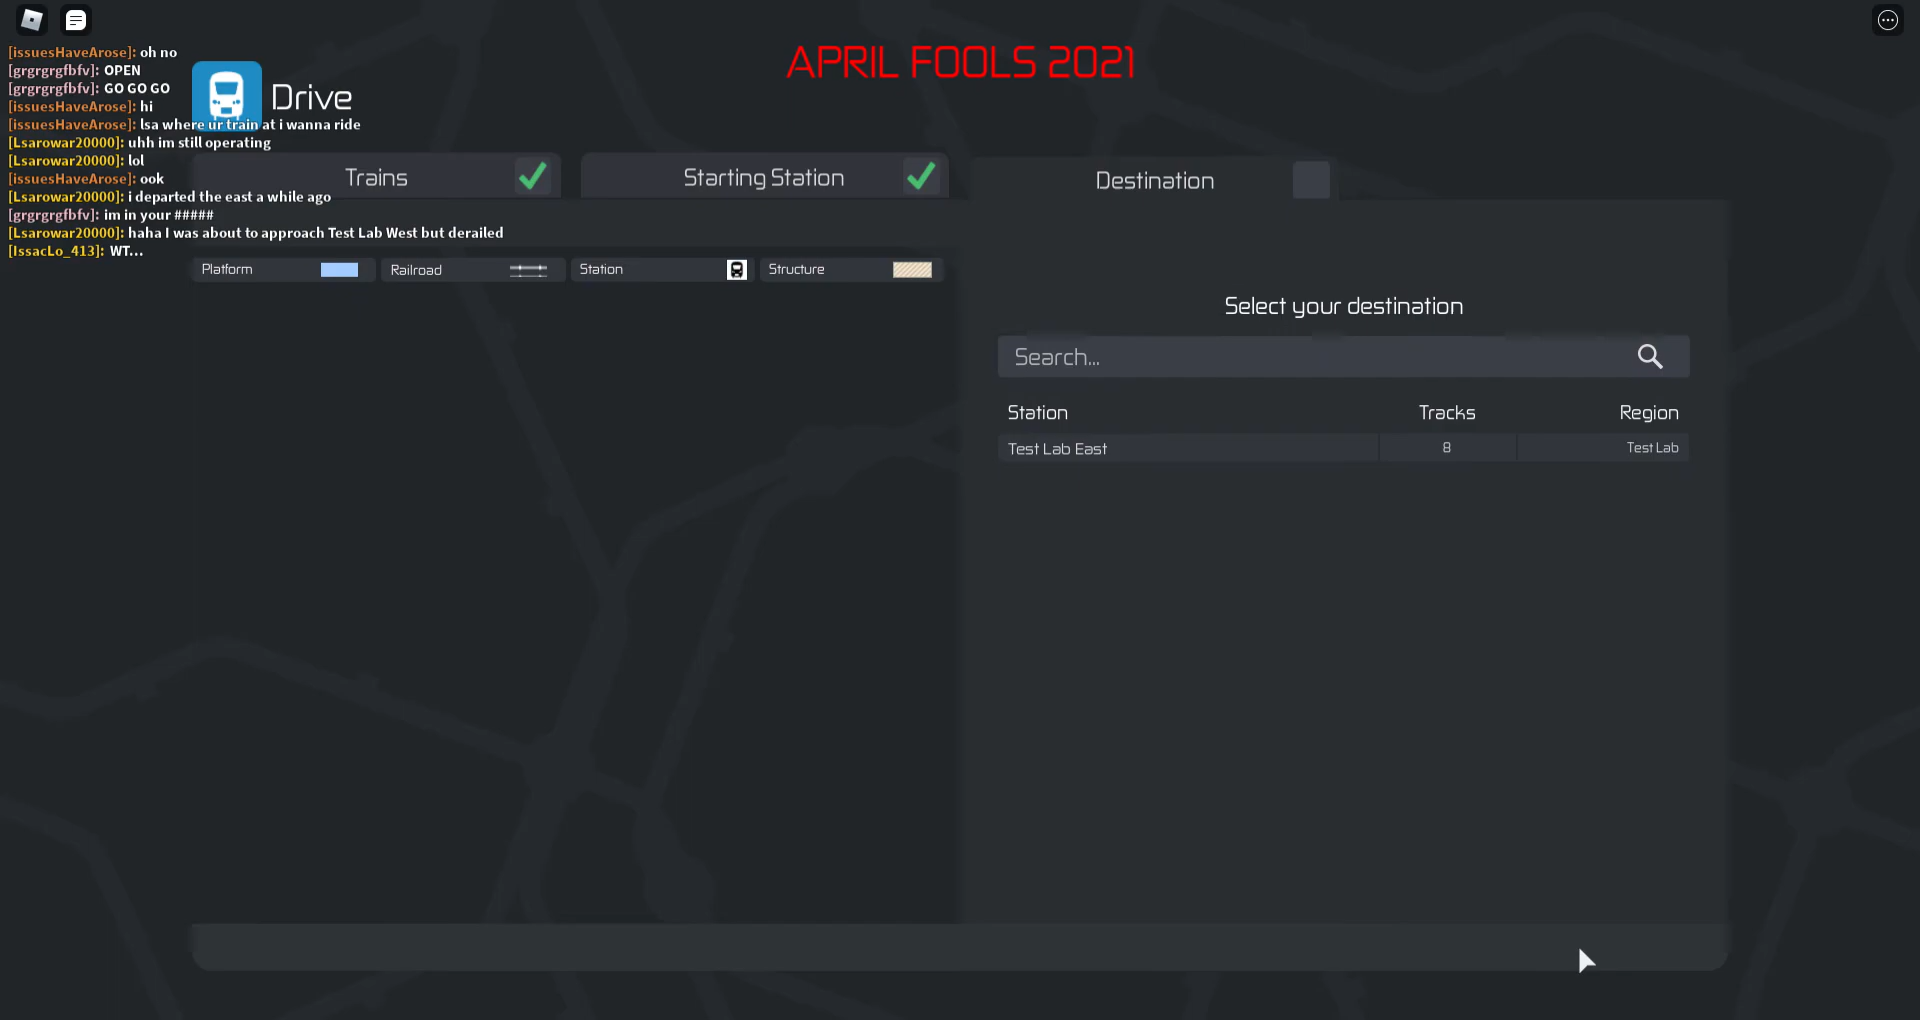 [issuesHaveArose]: oh no
[grgrgrgfbfv]: OPEN
[grgrgrgfbfv]: GO GO GO
[issuesHaveArose]: hi
[issuesHaveArose]: lsa where ur train at i wanna ride
[Lsarowar20000]: uhh im still operating
[Lsarowar20000]: lol
[issuesHaveArose]: ook
[Lsarowar20000]: i departed the east a while ago
[grgrgrgfbfv]: im in your #####
[Lsarowar20000]: haha I was about to approach Test Lab West but derailed
[IssacLo_413]: WT...
APRIL FOOLS 2021
Drive
Trains
Starting Station
Destination
Platform
Railroad
Station
Structure
Select your destination
Search...
Station Tracks Region
Test Lab East 8 Test Lab